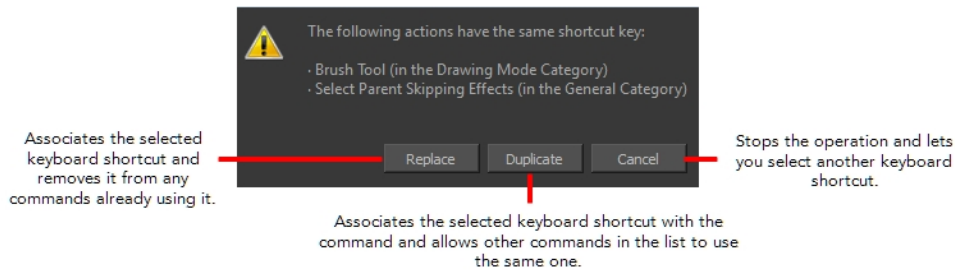 The following actions have the same shortcut key:
· Brush Tool (in the Drawing Mode Category)
· Select Parent Skipping Effects (in the General Category)
Replace
Duplicate
Cancel
Associates the selected
keyboard shortcut and
removes it from any
commands already using it.
Stops the operation and lets
you select another keyboard
shortcut.
Associates the selected keyboard shortcut with the
command and allows other commands in the list to use
the same one.